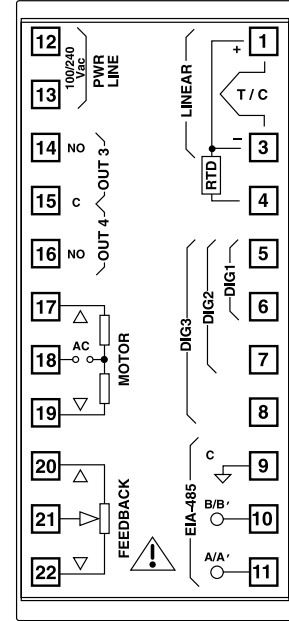 12
13
100/240
Vac
PWR
LINE
14 NO
15 C
16 NO
OUT 3
OUT 4
17
18 AC
19
MOTOR
20
21
22
FEEDBACK
!
LINEAR
+
1
T/C
−
3
RTD
4
5
6
7
8
DIG1
DIG2
DIG3
EIA-485
C 9
B/B′ 10
A/A′ 11